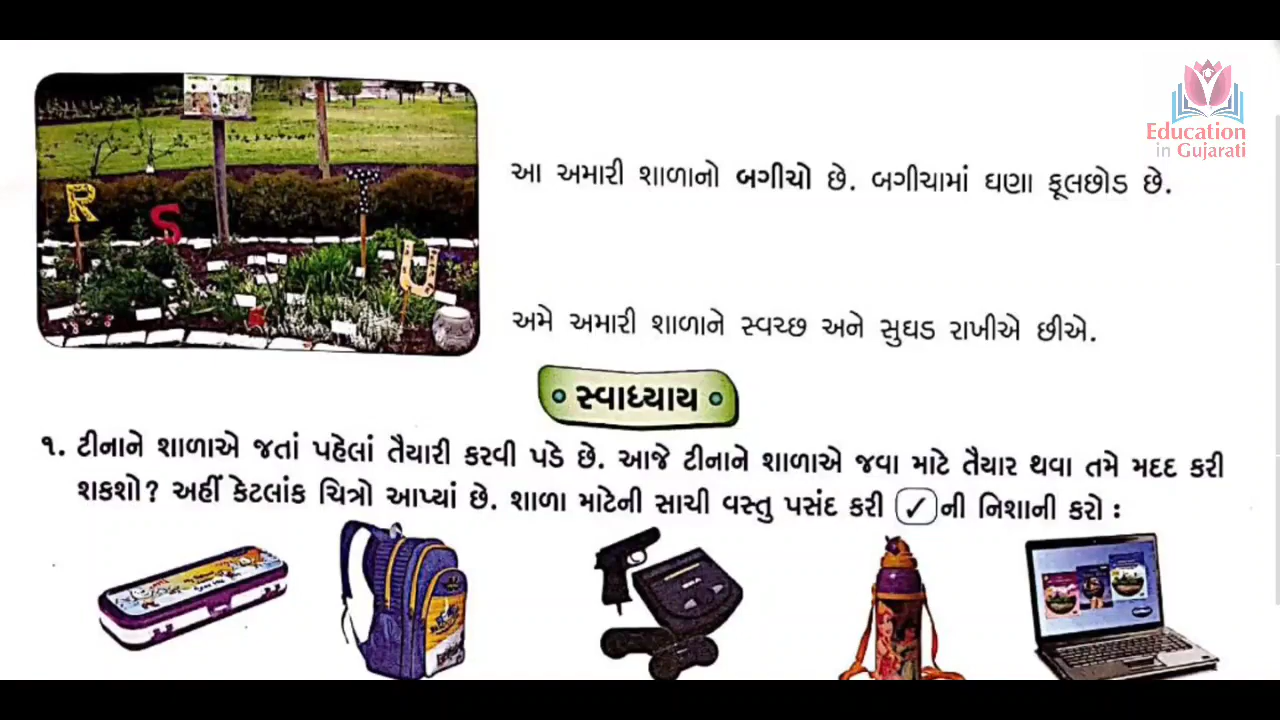 Education
in Gujarati
R
S
T
U
આ અમારી શાળાનો બગીચો છે. બગીચામાં ઘણા ફૂલછોડ છે.
અમે અમારી શાળાને સ્વચ્છ અને સુઘડ રાખીએ છીએ.
સ્વાધ્યાય
૧. ટીનાને શાળાએ જતાં પહેલાં તૈયારી કરવી પડે છે. આજે ટીનાને શાળાએ જવા માટે તૈયાર થવા તમે મદદ કરી
શકશો? અહીં કેટલાંક ચિત્રો આપ્યાં છે. શાળા માટેની સાચી વસ્તુ પસંદ કરી ✓ ની નિશાની કરો :